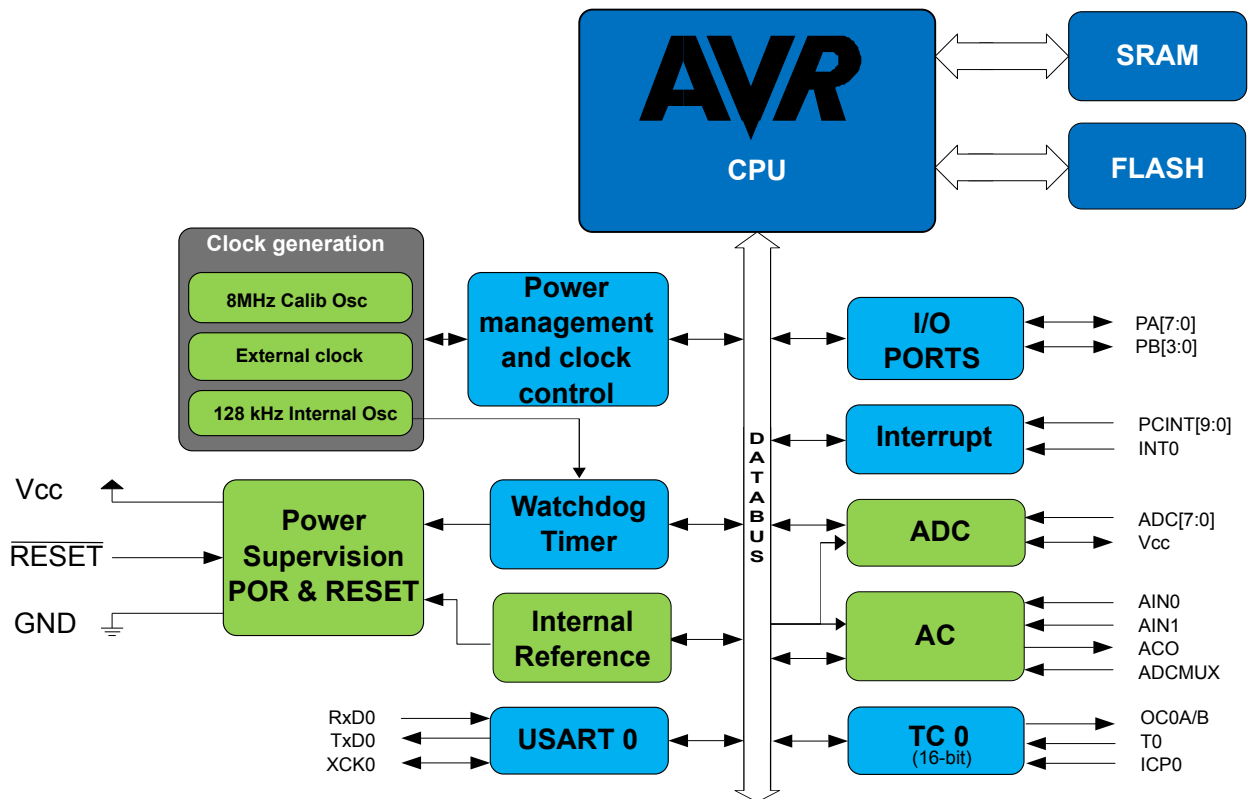 AVR
CPU
SRAM
FLASH
Clock generation
8MHz Calib Osc
External clock
128 kHz Internal Osc
Power
management
and clock
control
I/O
PORTS
PA[7:0]
PB[3:0]
Interrupt
PCINT[9:0]
INT0
DATABUS
Vcc
RESET
GND
Power
Supervision
POR & RESET
Watchdog
Timer
ADC
ADC[7:0]
Vcc
Internal
Reference
AC
AIN0
AIN1
ACO
ADCMUX
RxD0
TxD0
XCK0
USART 0
TC 0
(16-bit)
OC0A/B
T0
ICP0